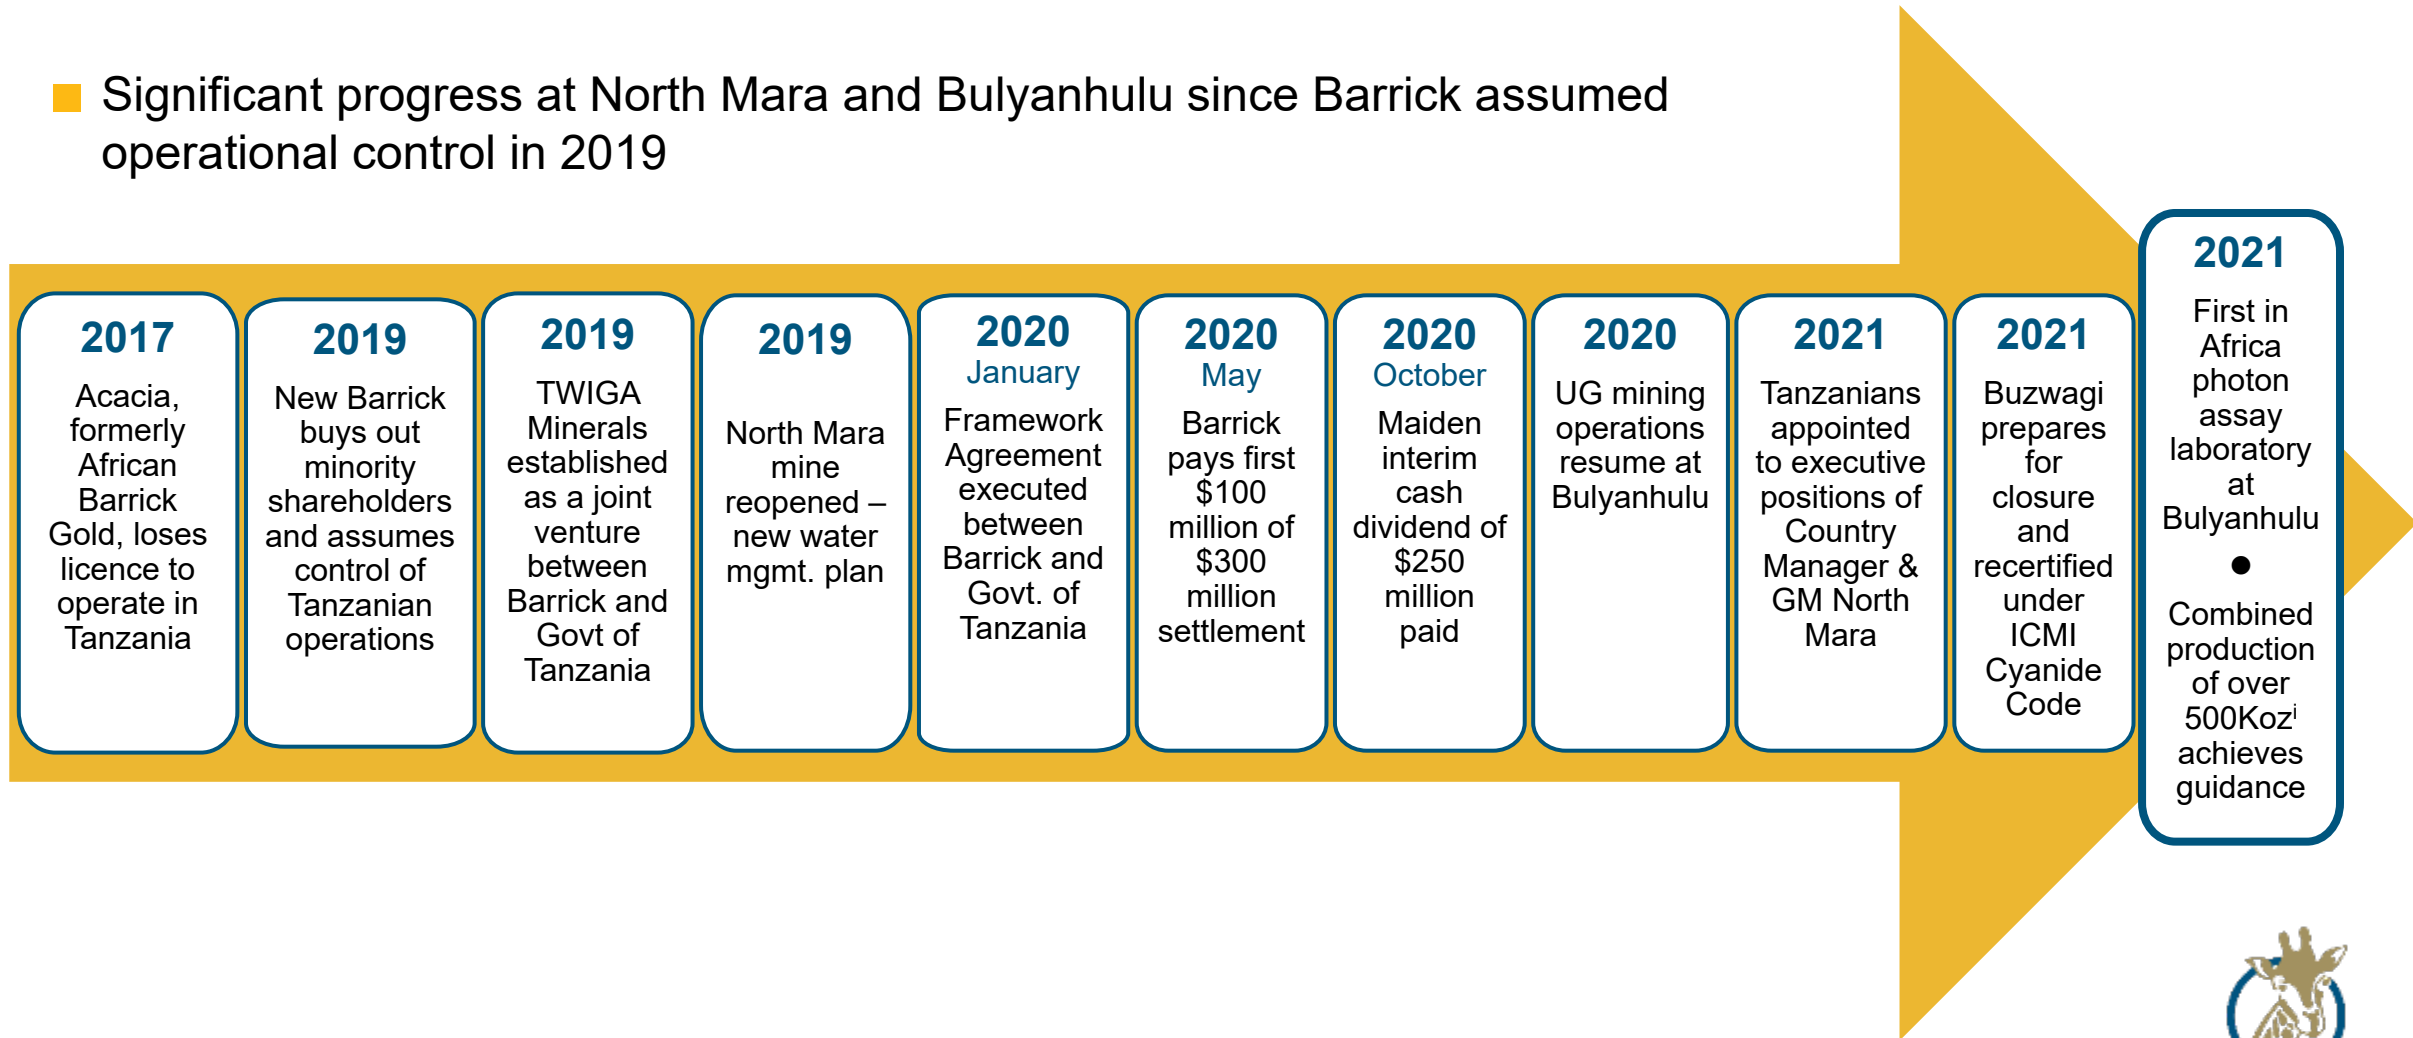 Significant progress at North Mara and Bulyanhulu since Barrick assumed
operational control in 2019
2017
Acacia,
formerly
African
Barrick
Gold, loses
licence to
operate in
Tanzania
2019
New Barrick
buys out
minority
shareholders
and assumes
control of
Tanzanian
operations
2019
TWIGA
Minerals
established
as a joint
venture
between
Barrick and
Govt of
Tanzania
2019
North Mara
mine
reopened –
new water
mgmt. plan
2020
January
Framework
Agreement
executed
between
Barrick and
Govt. of
Tanzania
2020
May
Barrick
pays first
$100
million of
$300
million
settlement
2020
October
Maiden
interim
cash
dividend of
$250
million
paid
2020
UG mining
operations
resume at
Bulyanhulu
2021
Tanzanians
appointed
to executive
positions of
Country
Manager &
GM North
Mara
2021
Buzwagi
prepares
for
closure
and
recertified
under
ICMI
Cyanide
Code
2021
First in
Africa
photon
assay
laboratory
at
Bulyanhulu
●
Combined
production
of over
500Kozⁱ
achieves
guidance